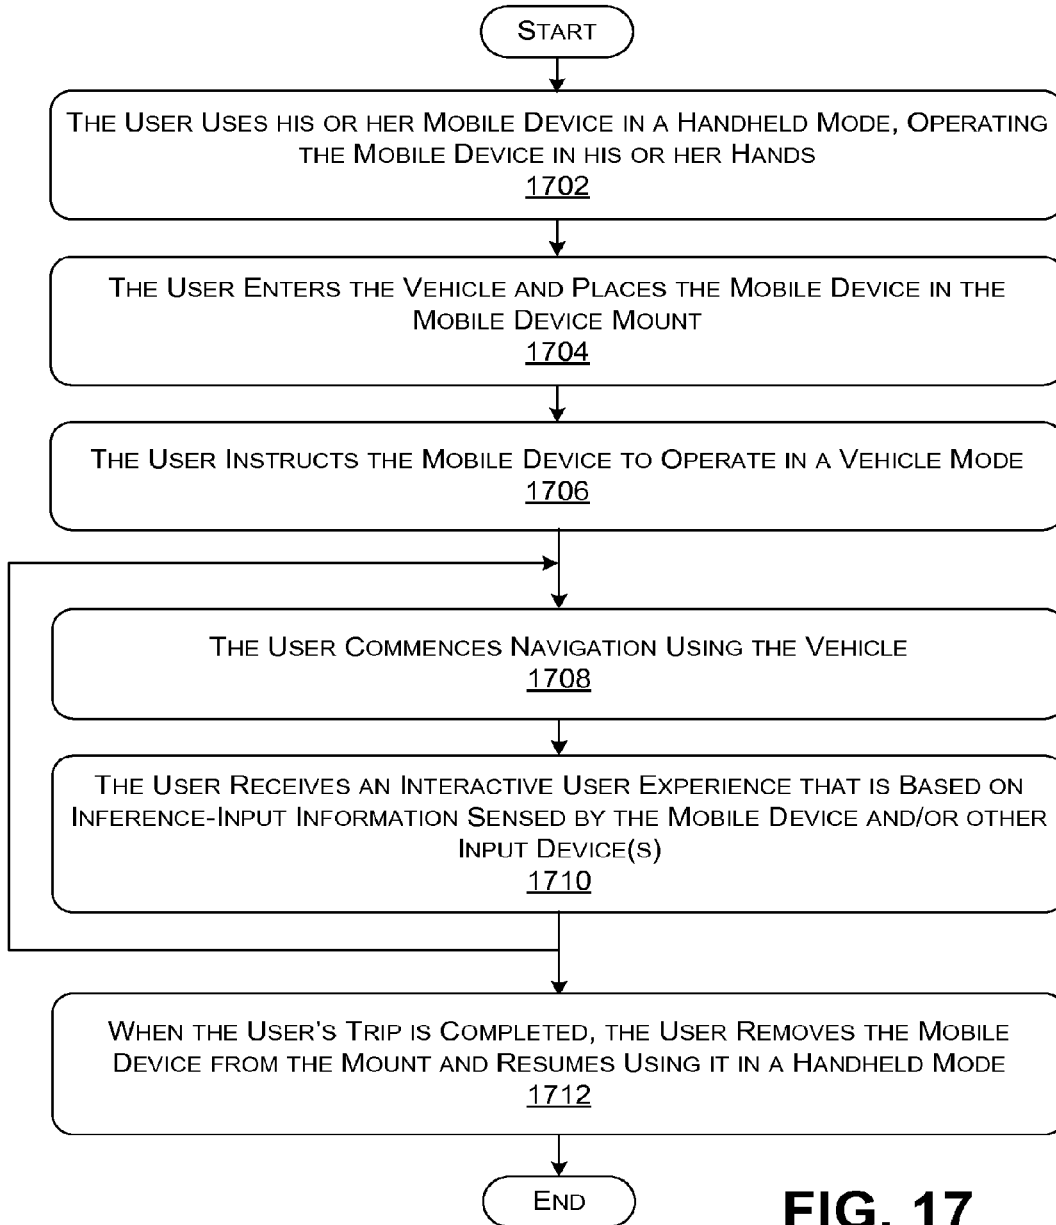 START
THE USER USES HIS OR HER MOBILE DEVICE IN A HANDHELD MODE, OPERATING
THE MOBILE DEVICE IN HIS OR HER HANDS
1702
THE USER ENTERS THE VEHICLE AND PLACES THE MOBILE DEVICE IN THE
MOBILE DEVICE MOUNT
1704
THE USER INSTRUCTS THE MOBILE DEVICE TO OPERATE IN A VEHICLE MODE
1706
THE USER COMMENCES NAVIGATION USING THE VEHICLE
1708
THE USER RECEIVES AN INTERACTIVE USER EXPERIENCE THAT IS BASED ON
INFERENCE-INPUT INFORMATION SENSED BY THE MOBILE DEVICE AND/OR OTHER
INPUT DEVICE(S)
1710
WHEN THE USER'S TRIP IS COMPLETED, THE USER REMOVES THE MOBILE
DEVICE FROM THE MOUNT AND RESUMES USING IT IN A HANDHELD MODE
1712
END
FIG. 17